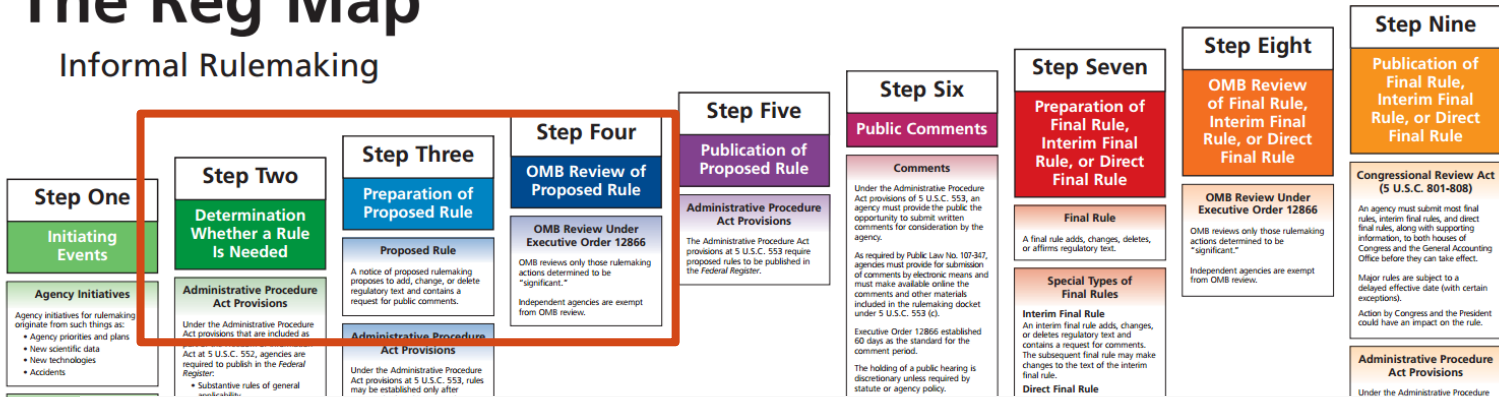 The Reg Map
Informal Rulemaking
Step One
Initiating
Events
Agency Initiatives
Agency initiatives for rulemaking
originate from such things as:
• Agency priorities and plans
• New scientific data
• New technologies
• Accidents
Step Two
Determination
Whether a Rule
Is Needed
Administrative Procedure
Act Provisions
Under the Administrative Procedure
Act provisions that are included as
part of the Freedom of Information
Act at 5 U.S.C. 552, agencies are
required to publish in the Federal
Register:
• Substantive rules of general
applicability
Step Three
Preparation of
Proposed Rule
Proposed Rule
A notice of proposed rulemaking
proposes to add, change, or delete
regulatory text and contains a
request for public comments.
Administrative Procedure
Act Provisions
Under the Administrative Procedure
Act provisions at 5 U.S.C. 553, rules
may be established only after
Step Four
OMB Review of
Proposed Rule
OMB Review Under
Executive Order 12866
OMB reviews only those rulemaking
actions determined to be
"significant."
Independent agencies are exempt
from OMB review.
Step Five
Publication of
Proposed Rule
Administrative Procedure
Act Provisions
The Administrative Procedure Act
provisions at 5 U.S.C. 553 require
proposed rules to be published in
the Federal Register.
Step Six
Public Comments
Comments
Under the Administrative Procedure
Act provisions of 5 U.S.C. 553, an
agency must provide the public the
opportunity to submit written
comments for consideration by the
agency.
As required by Public Law No. 107-347,
agencies must provide for submission
of comments by electronic means and
must make available online the
comments and other materials
included in the rulemaking docket
under 5 U.S.C. 553 (c).
Executive Order 12866 established
60 days as the standard for the
comment period.
The holding of a public hearing is
discretionary unless required by
statute or agency policy.
Step Seven
Preparation of
Final Rule,
Interim Final
Rule, or Direct
Final Rule
Final Rule
A final rule adds, changes, deletes,
or affirms regulatory text.
Special Types of
Final Rules
Interim Final Rule
An interim final rule adds, changes,
or deletes regulatory text and
contains a request for comments.
The subsequent final rule may make
changes to the text of the interim
final rule.
Direct Final Rule
Step Eight
OMB Review
of Final Rule,
Interim Final
Rule, or Direct
Final Rule
OMB Review Under
Executive Order 12866
OMB reviews only those rulemaking
actions determined to be
"significant."
Independent agencies are exempt
from OMB review.
Step Nine
Publication of
Final Rule,
Interim Final
Rule, or Direct
Final Rule
Congressional Review Act
(5 U.S.C. 801-808)
An agency must submit most final
rules, interim final rules, and direct
final rules, along with supporting
information, to both houses of
Congress and the General Accounting
Office before they can take effect.
Major rules are subject to a
delayed effective date (with certain
exceptions).
Action by Congress and the President
could have an impact on the rule.
Administrative Procedure
Act Provisions
Under the Administrative Procedure